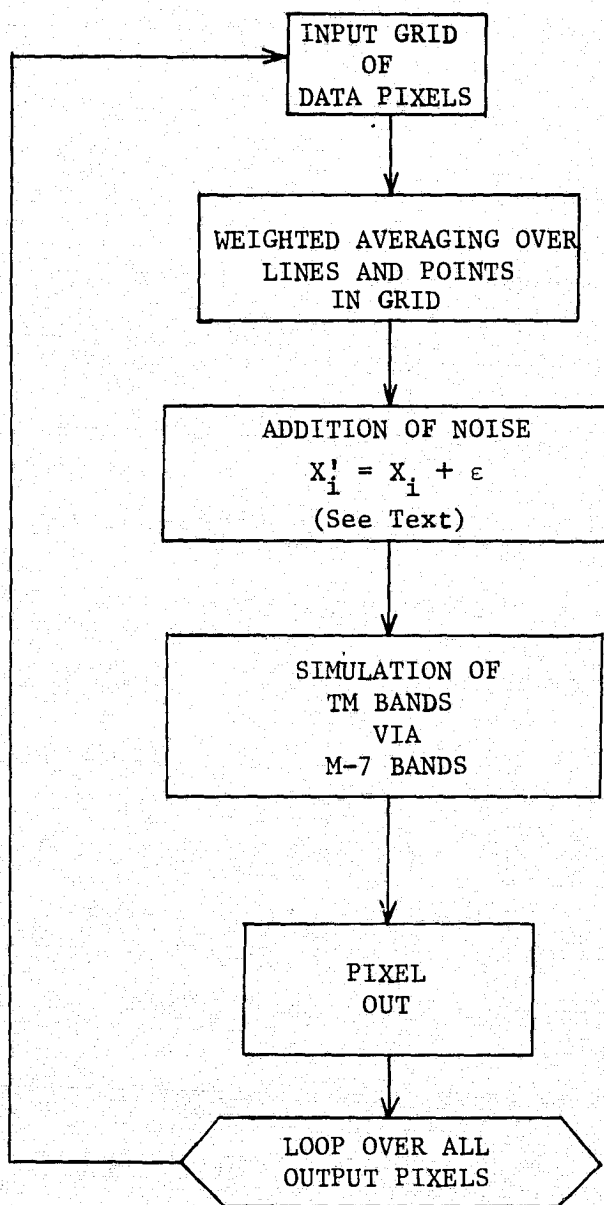 INPUT GRID
OF
DATA PIXELS
WEIGHTED AVERAGING OVER
LINES AND POINTS
IN GRID
ADDITION OF NOISE
X'i = Xi + ε
(See Text)
SIMULATION OF
TM BANDS
VIA
M-7 BANDS
PIXEL
OUT
LOOP OVER ALL
OUTPUT PIXELS